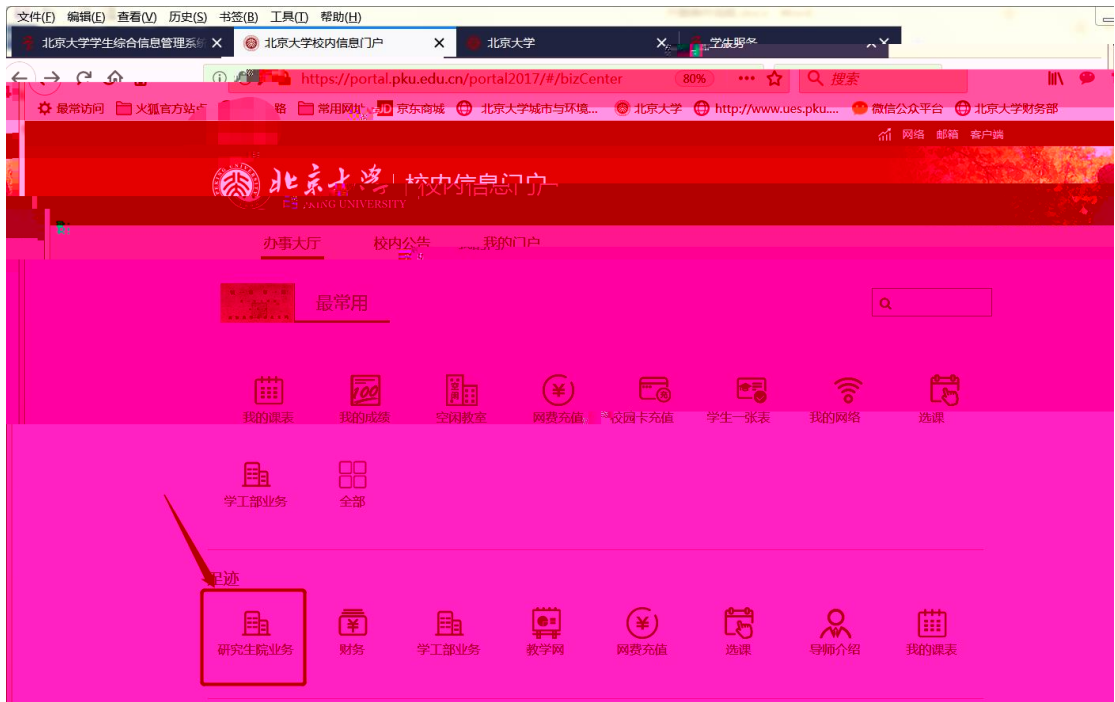 文件(F) 编辑(E) 查看(V) 历史(S) 书签(B) 工具(T) 帮助(H)
北京大学学生综合信息管理系统 北京大学校内信息门户 北京大学
https://portal.pku.edu.cn/portal2017/#/bizCenter 80% 搜索
最常访问 火狐官方站点 常用网址 JD 京东商城 北京大学城市与环境... 北京大学 http://www.ues.pku.... 微信公众平台 北京大学财务部
网络 邮箱 客户端
北京大学 校内信息门户
PEKING UNIVERSITY
办事大厅 校内公告 我的门户
最常用
我的课表 我的成绩 空闲教室 网费充值 校园卡充值 学生一张表 我的网络 选课
学工部业务 全部
足迹
研究生院业务 财务 学工部业务 教学网 网费充值 选课 导师介绍 我的课表